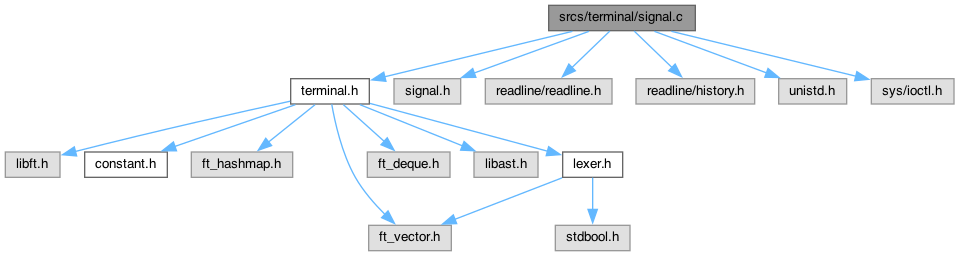 srcs/terminal/signal.c
terminal.h
signal.h
readline/readline.h
readline/history.h
unistd.h
sys/ioctl.h
libft.h
constant.h
ft_hashmap.h
ft_deque.h
libast.h
lexer.h
ft_vector.h
stdbool.h